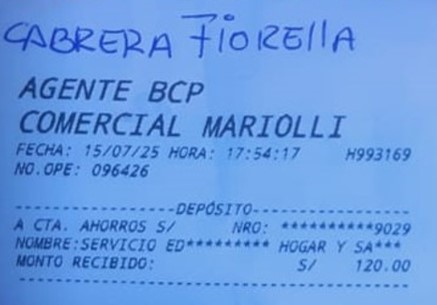 CABRERA FIORELLA
AGENTE BCP
COMERCIAL MARIOLLI
FECHA: 15/07/25 HORA: 17:54:17 H993169
NO.OPE: 096426
------------------DEPÓSITO------------------
A CTA. AHORROS S/ NRO: **********9029
NOMBRE:SERVICIO ED********* HOGAR Y SA***
MONTO RECIBIDO: S/ 120.00
--------------------------------------------